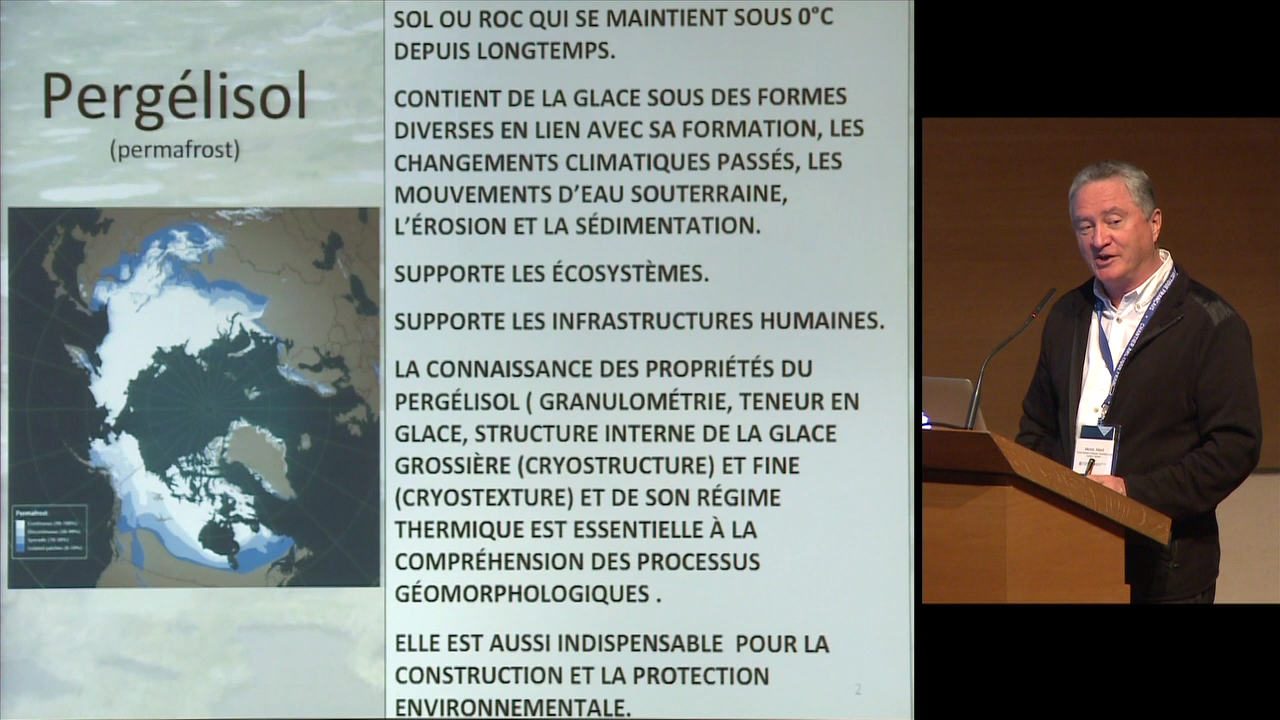 Pergélisol
(permafrost)
Permafrost
SOL OU ROC QUI SE MAINTIENT SOUS 0°C
DEPUIS LONGTEMPS.
CONTIENT DE LA GLACE SOUS DES FORMES
DIVERSES EN LIEN AVEC SA FORMATION, LES
CHANGEMENTS CLIMATIQUES PASSÉS, LES
MOUVEMENTS D’EAU SOUTERRAINE,
L’ÉROSION ET LA SÉDIMENTATION.
SUPPORTE LES ÉCOSYSTÈMES.
SUPPORTE LES INFRASTRUCTURES HUMAINES.
LA CONNAISSANCE DES PROPRIÉTÉS DU
PERGÉLISOL ( GRANULOMÉTRIE, TENEUR EN
GLACE, STRUCTURE INTERNE DE LA GLACE
GROSSIÈRE (CRYOSTRUCTURE) ET FINE
(CRYOTEXTURE) ET DE SON RÉGIME
THERMIQUE EST ESSENTIELLE À LA
COMPRÉHENSION DES PROCESSUS
GÉOMORPHOLOGIQUES .
ELLE EST AUSSI INDISPENSABLE  POUR LA
CONSTRUCTION ET LA PROTECTION
ENVIRONNEMENTALE.
2